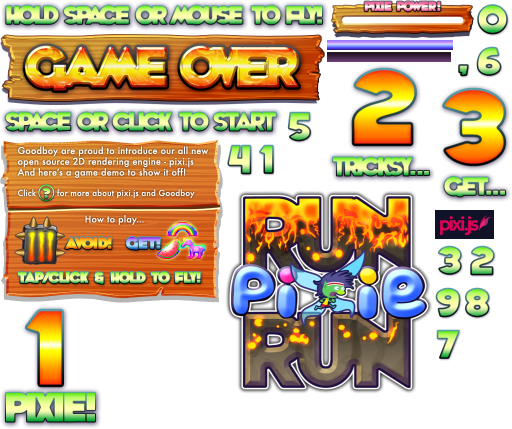 HOLD SPACE OR MOUSE TO FLY!
PIXIE POWER!
0
GAME OVER
, 6
SPACE OR CLICK TO START
5
2
3
Goodboy are proud to introduce our all new
open source 2D rendering engine - pixi.js
And here's a game demo to show it off!
Click ? for more about pixi.js and Goodboy
4 1
TRICKSY...
GET...
How to play...
AVOID!
GET!
TAP/CLICK & HOLD TO FLY!
RUN
pixie
RUN
pixi.js
3 2
9 8
7
1
PIXIE!